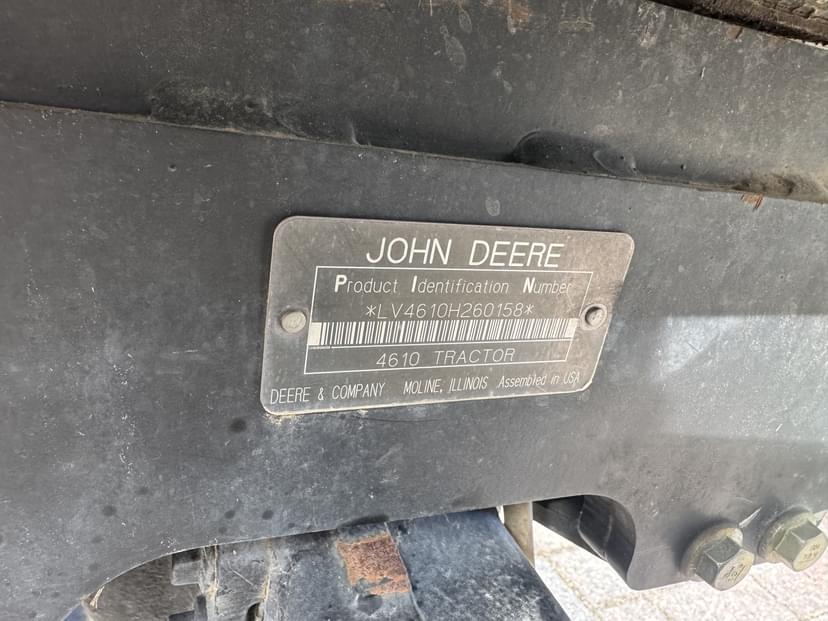 JOHN DEERE
Product Identification Number
*LV4610H260158*
4610 TRACTOR
DEERE & COMPANY MOLINE, ILLINOIS Assembled in USA